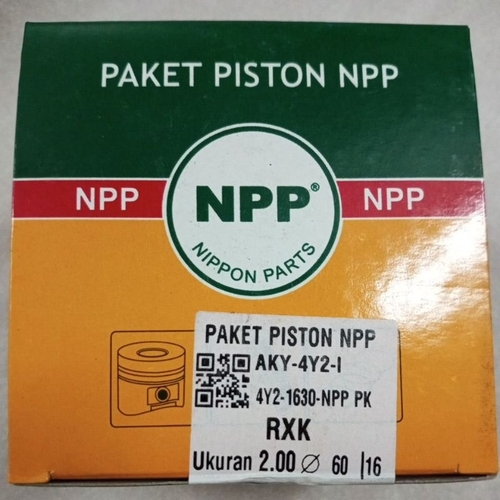 PAKET PISTON NPP
NPP
NPP®
NPP
NIPPON PARTS
PAKET PISTON NPP
AKY-4Y2-I
4Y2-1630-NPP PK
RXK
Ukuran 2.00 Ø 60 |16